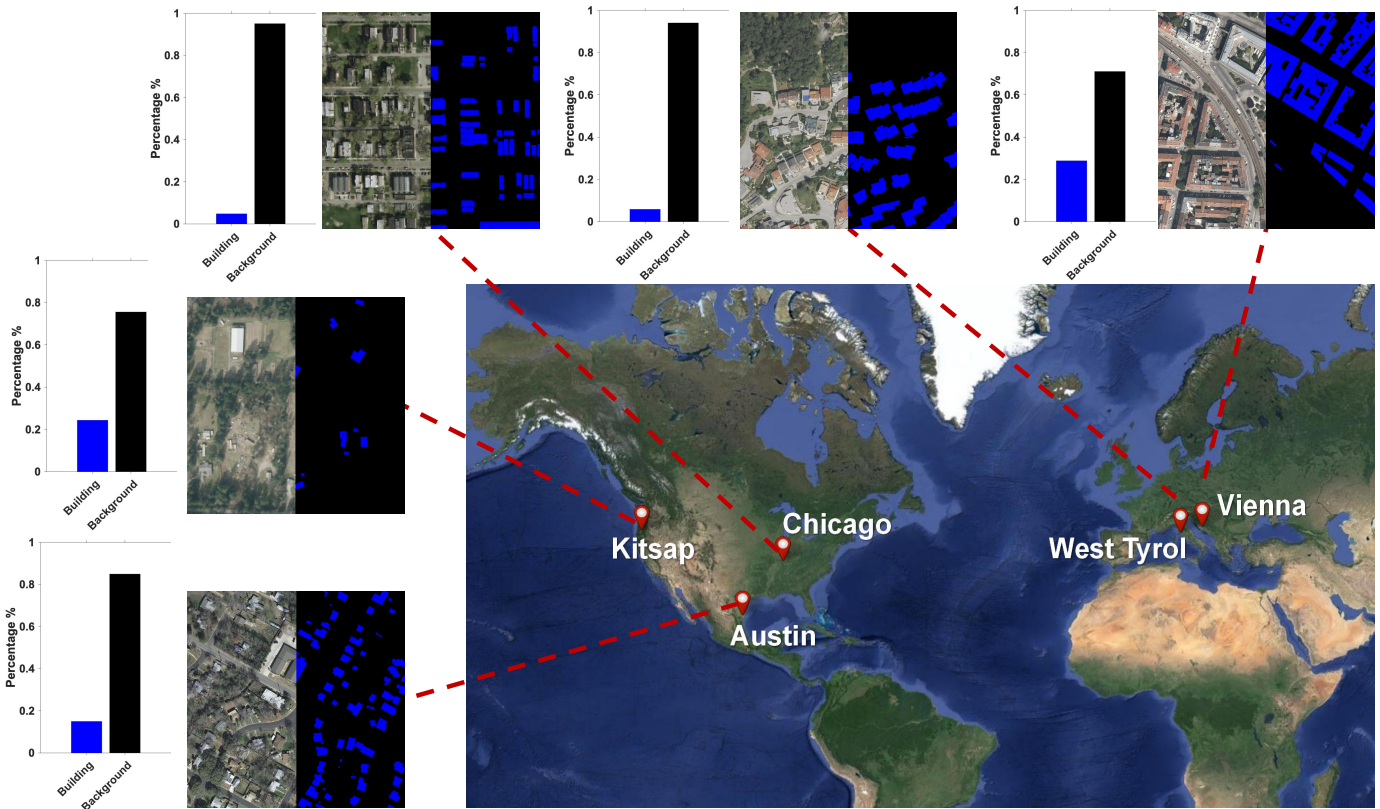 1
0.8
0.6
0.4
0.2
0
Percentage %
Building
Background
1
0.8
0.6
0.4
0.2
0
Percentage %
Building
Background
1
0.8
0.6
0.4
0.2
0
Percentage %
Building
Background
1
0.8
0.6
0.4
0.2
0
Percentage %
Building
Background
1
0.8
0.6
0.4
0.2
0
Percentage %
Building
Background
Kitsap
Chicago
Austin
West Tyrol
Vienna